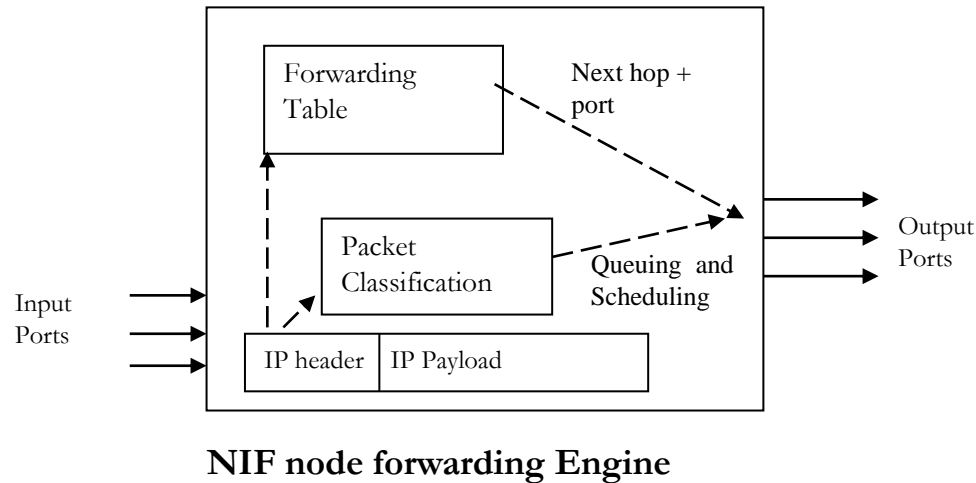 Forwarding
Table
Next hop +
port
Packet
Classification
Queuing and
Scheduling
Output
Ports
Input
Ports
IP header
IP Payload
NIF node forwarding Engine